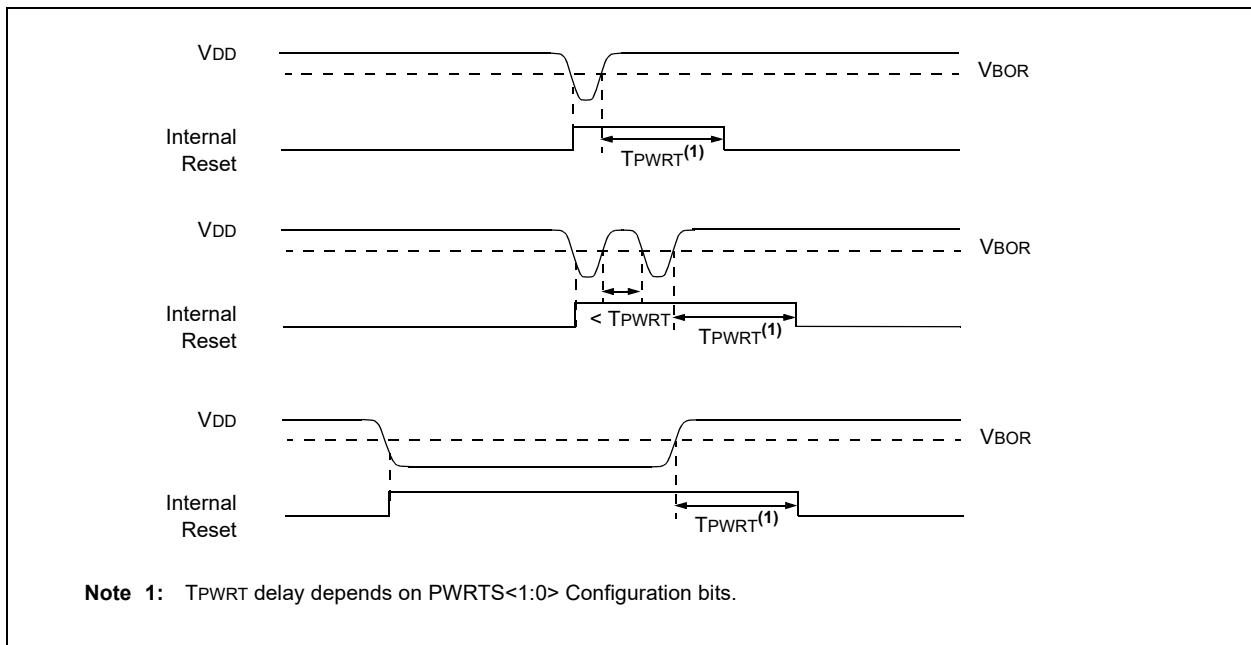 VDD
VBOR
Internal
Reset
TPWRT(1)
VDD
VBOR
Internal
Reset
< TPWRT
TPWRT(1)
VDD
VBOR
Internal
Reset
TPWRT(1)
Note 1: TPWRT delay depends on PWRTS<1:0> Configuration bits.